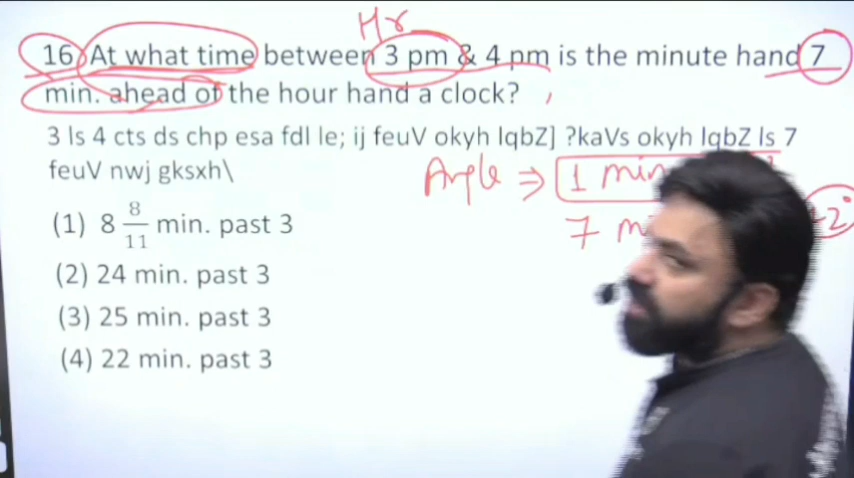 Hr
16 At what time between 3 pm & 4 pm is the minute hand 7
min. ahead of the hour hand a clock?
3 ls 4 cts ds chp esa fdl le; ij feuV okyh lqbZ] ?kaVs okyh lqbZ ls 7
feuV nwj gksxh\
Angle ⇒ 1 min
7 m
2°
(1) 8 8/11 min. past 3
(2) 24 min. past 3
(3) 25 min. past 3
(4) 22 min. past 3